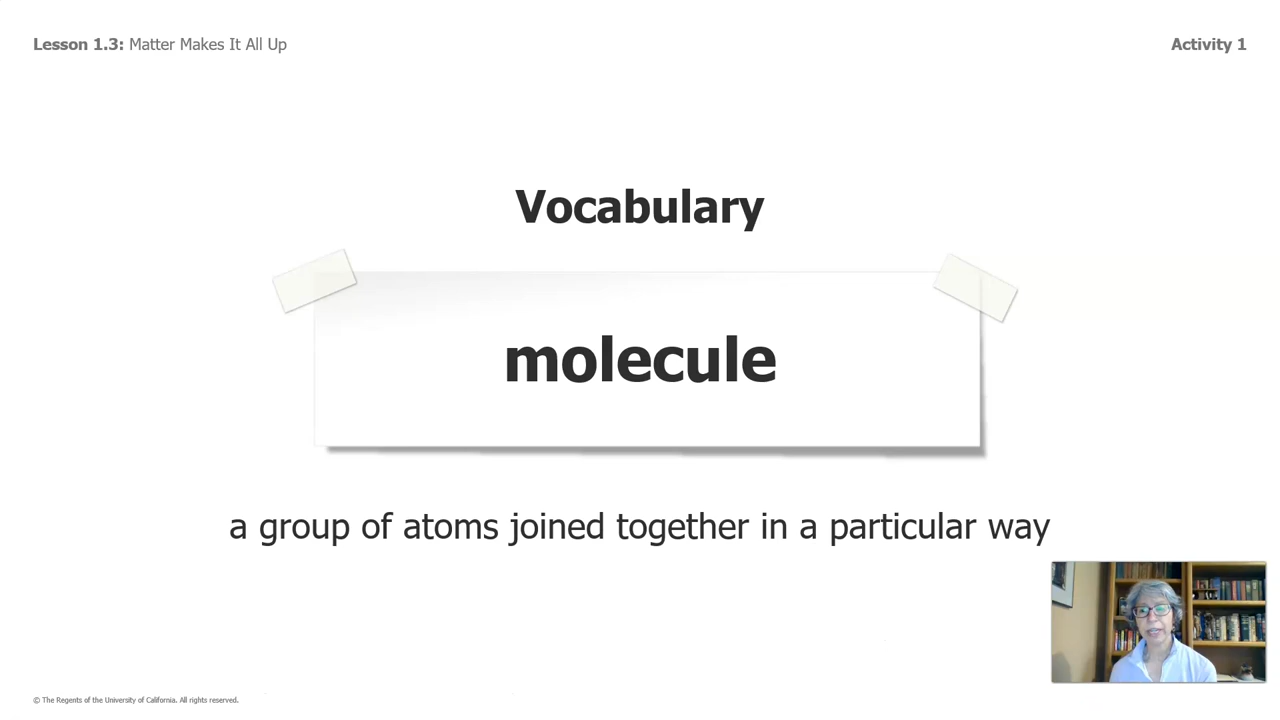 Lesson 1.3: Matter Makes It All Up
Activity 1
Vocabulary
molecule
a group of atoms joined together in a particular way
© The Regents of the University of California. All rights reserved.